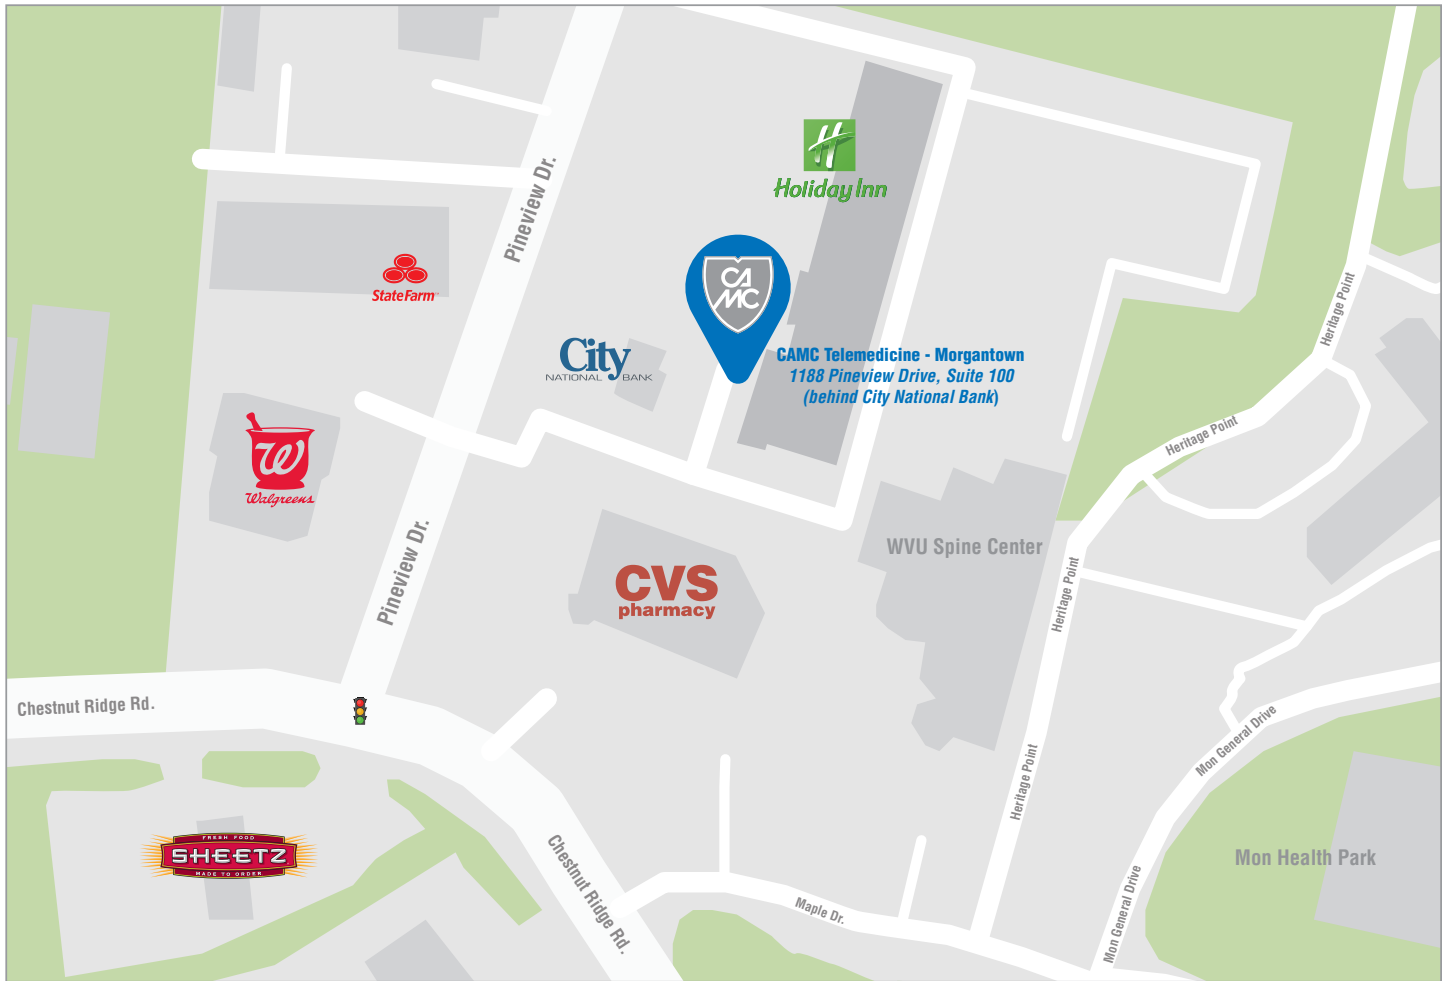 Holiday Inn
Pineview Dr.
CA
MC
StateFarm
City
NATIONAL BANK
CAMC Telemedicine - Morgantown
1188 Pineview Drive, Suite 100
(behind City National Bank)
Heritage Point
Heritage Point
W
Walgreens
WVU Spine Center
Pineview Dr.
CVS
pharmacy
Heritage Point
Chestnut Ridge Rd.
Mon General Drive
Heritage Point
FRESH FOOD
SHEETZ
MADE TO ORDER
Mon Health Park
Chestnut Ridge Rd.
Maple Dr.
Mon General Drive